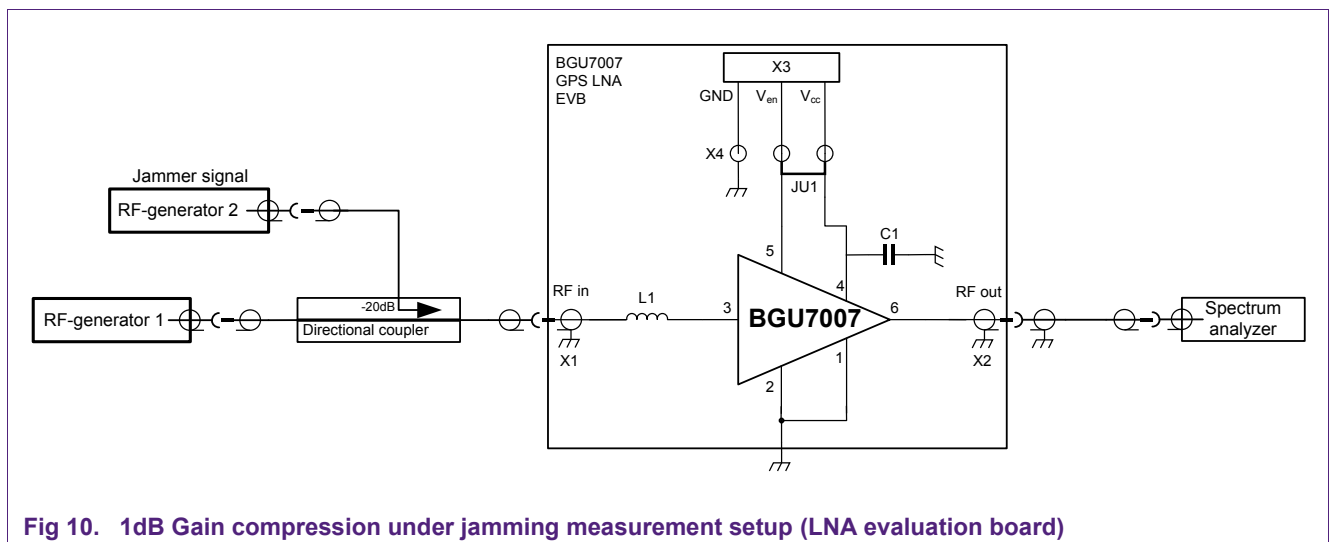 BGU7007
GPS LNA
EVB
X3
GND
Ven
Vcc
X4
JU1
Jammer signal
RF-generator 2
C1
5
4
-20dB
RF in
L1
RF out
RF-generator 1
Directional coupler
3
BGU7007
6
Spectrum
analyzer
X1
1
X2
2
Fig 10. 1dB Gain compression under jamming measurement setup (LNA evaluation board)